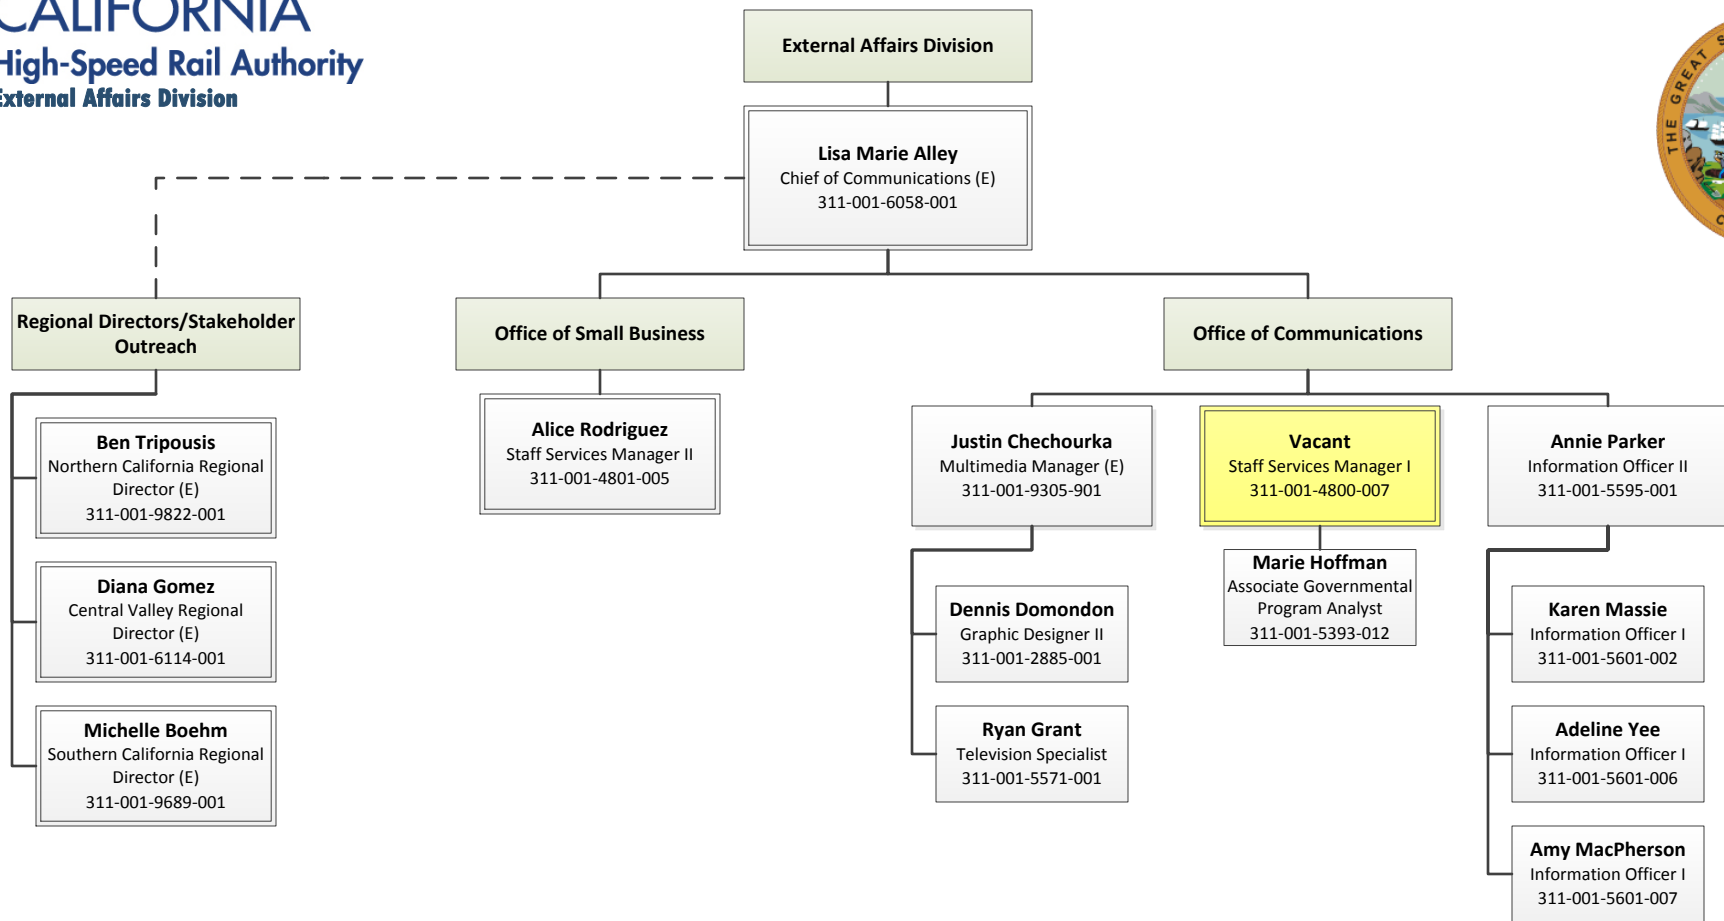 CALIFORNIA
High-Speed Rail Authority
External Affairs Division
External Affairs Division
THE GREAT S
C
Lisa Marie Alley
Chief of Communications (E)
311-001-6058-001
Regional Directors/Stakeholder
Outreach
Office of Small Business
Office of Communications
Ben Tripousis
Northern California Regional
Director (E)
311-001-9822-001
Diana Gomez
Central Valley Regional
Director (E)
311-001-6114-001
Michelle Boehm
Southern California Regional
Director (E)
311-001-9689-001
Alice Rodriguez
Staff Services Manager II
311-001-4801-005
Justin Chechourka
Multimedia Manager (E)
311-001-9305-901
Dennis Domondon
Graphic Designer II
311-001-2885-001
Ryan Grant
Television Specialist
311-001-5571-001
Vacant
Staff Services Manager I
311-001-4800-007
Marie Hoffman
Associate Governmental
Program Analyst
311-001-5393-012
Annie Parker
Information Officer II
311-001-5595-001
Karen Massie
Information Officer I
311-001-5601-002
Adeline Yee
Information Officer I
311-001-5601-006
Amy MacPherson
Information Officer I
311-001-5601-007